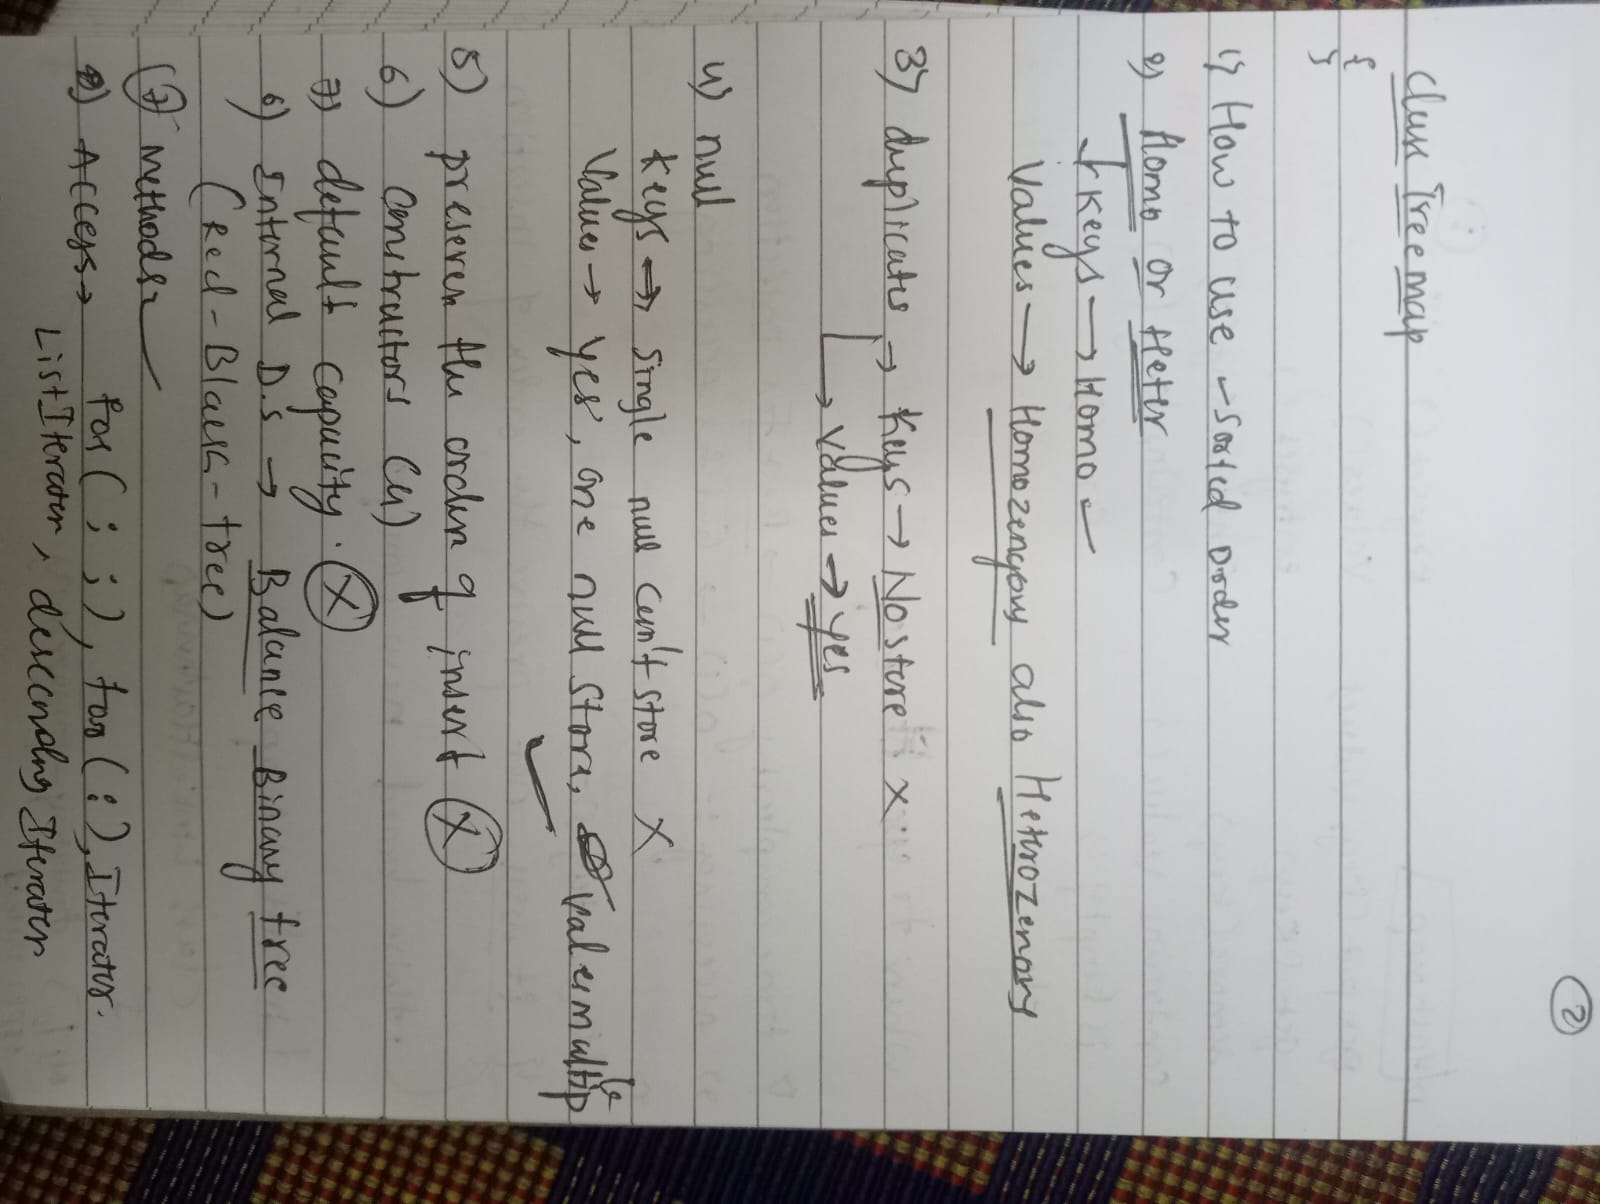 ②
Class Treemap
{
}
1) How to use - Sorted Order
2) Homo or Heter
Keys → Homo
Values → Homozengous also Hetrozenous
3) duplicates → Keys → No store X
→ Values → Yes
4) null
Keys → Single null can't store X
Values → Yes, one null store, value multiple
5) preserve the order of insert Ⓧ
6) Constructors (4)
7) default capacity. Ⓧ
6) Internal D.S → Balance Binary tree
(Red-Black-tree)
⑦ Methods
8) Access → for( ; ; ), for( : ), Iterator.
ListIterator, descending Iterator